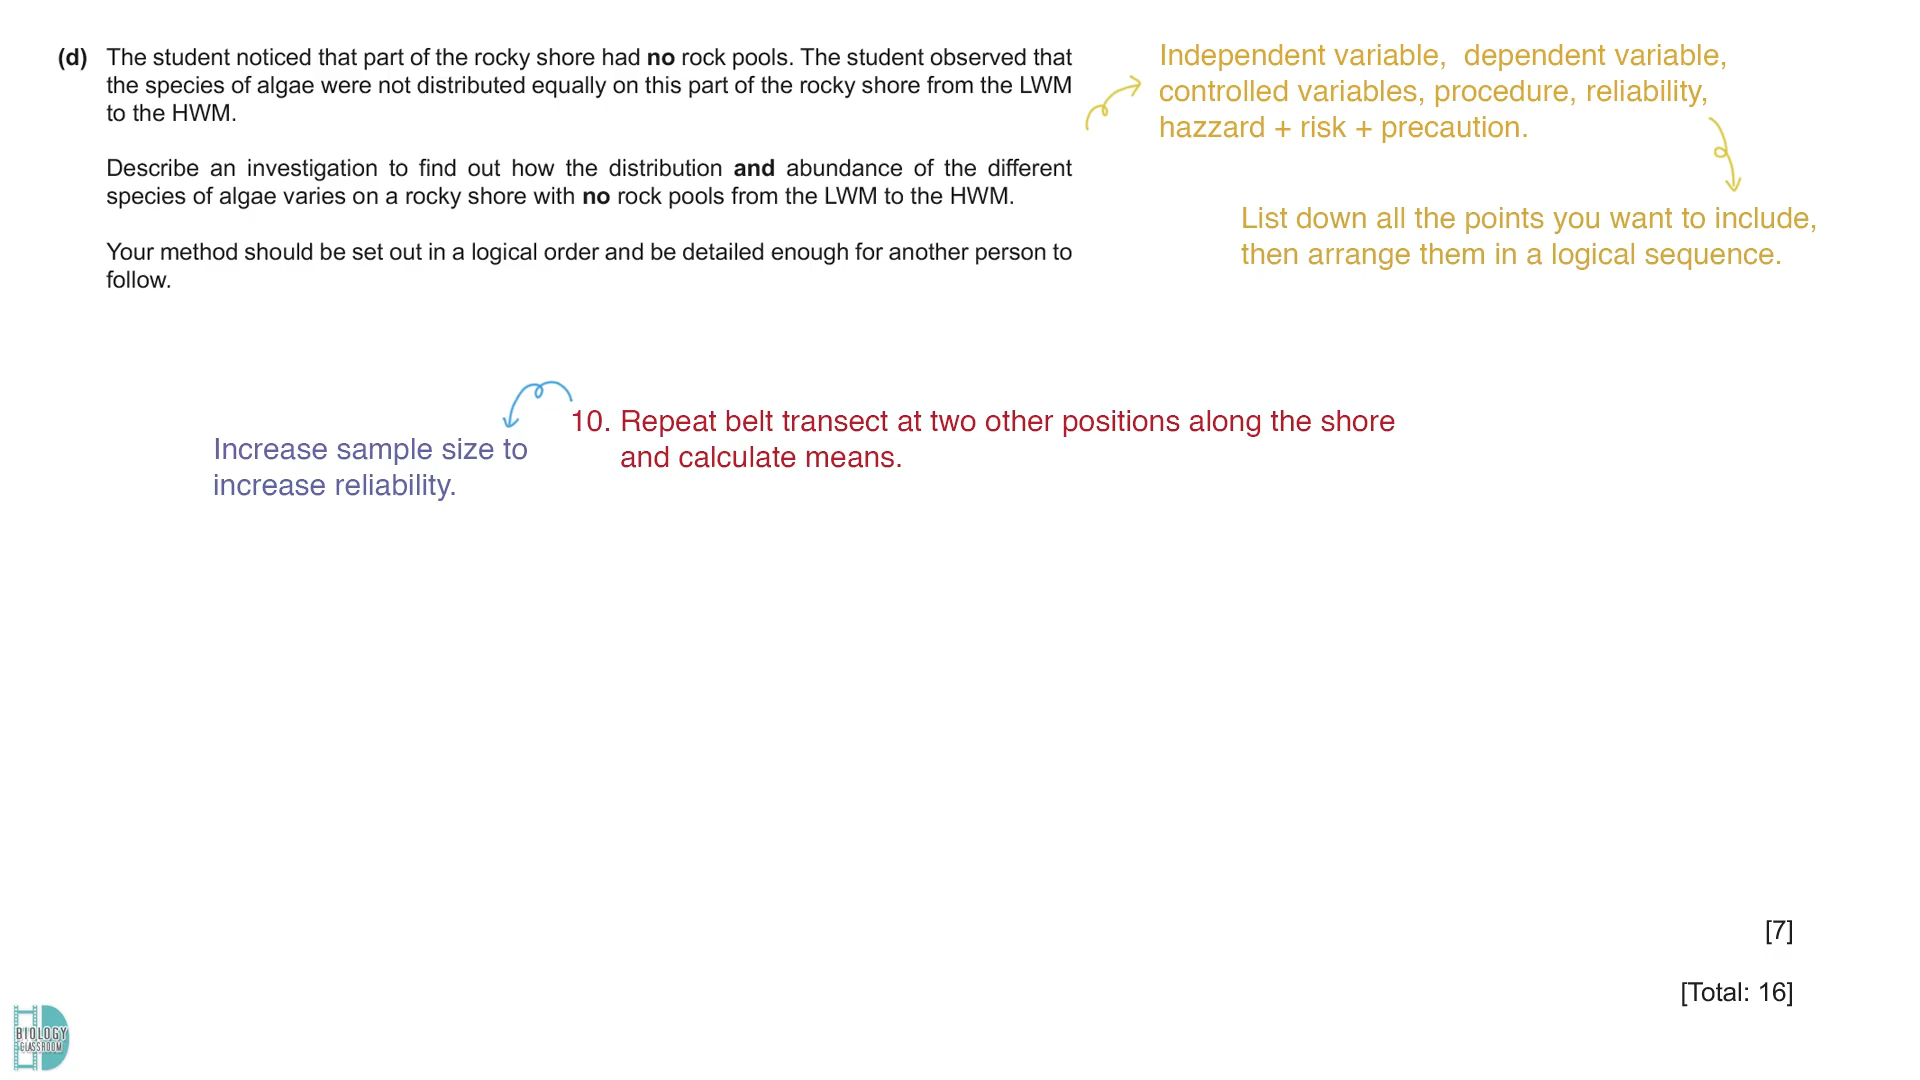 (d) The student noticed that part of the rocky shore had no rock pools. The student observed that
the species of algae were not distributed equally on this part of the rocky shore from the LWM
to the HWM.
Describe an investigation to find out how the distribution and abundance of the different
species of algae varies on a rocky shore with no rock pools from the LWM to the HWM.
Your method should be set out in a logical order and be detailed enough for another person to
follow.
Independent variable, dependent variable,
controlled variables, procedure, reliability,
hazzard + risk + precaution.
List down all the points you want to include,
then arrange them in a logical sequence.
10. Repeat belt transect at two other positions along the shore
and calculate means.
Increase sample size to
increase reliability.
[7]
[Total: 16]
BIOLOGY
CLASSROOM